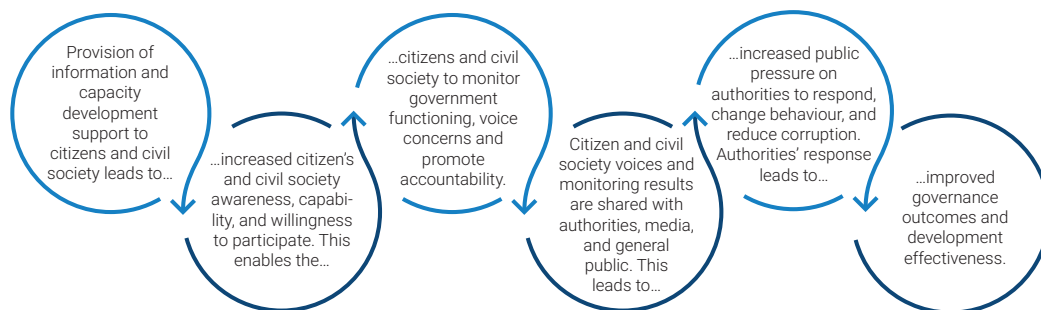 Provision of
information and
capacity
development
support to
citizens and civil
society leads to…
…increased citizen's
and civil society
awareness, capabi-
lity, and willingness
to participate. This
enables the…
…citizens and civil
society to monitor
government
functioning, voice
concerns and
promote
accountability.
Citizen and civil
society voices and
monitoring results
are shared with
authorities, media,
and general
public. This
leads to…
…increased public
pressure on
authorities to respond,
change behaviour, and
reduce corruption.
Authorities' response
leads to…
…improved
governance
outcomes and
development
effectiveness.